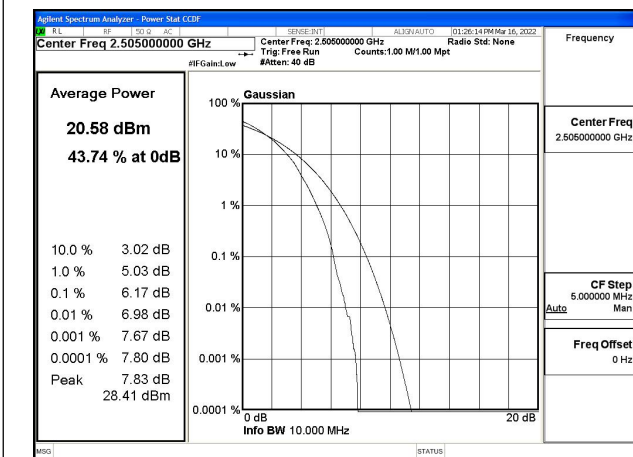 Agilent Spectrum Analyzer - Power Stat CCDF
RL RF 50 Ω AC SENSE:INT ALIGNAUTO 01:26:14 PM Mar 16, 2022
Center Freq 2.505000000 GHz
Center Freq: 2.505000000 GHz Radio Std: None
Trig: Free Run Counts:1.00 M/1.00 Mpt
#IFGain:Low #Atten: 40 dB
Frequency
Average Power
20.58 dBm
43.74 % at 0dB
10.0 % 3.02 dB
1.0 % 5.03 dB
0.1 % 6.17 dB
0.01 % 6.98 dB
0.001 % 7.67 dB
0.0001 % 7.80 dB
Peak 7.83 dB
28.41 dBm
Gaussian
100 %
10 %
1 %
0.1 %
0.01 %
0.001 %
0.0001 %
0 dB 20 dB
Info BW 10.000 MHz
Center Freq
2.505000000 GHz
CF Step
5.000000 MHz
Auto Man
Freq Offset
0 Hz
MSG STATUS